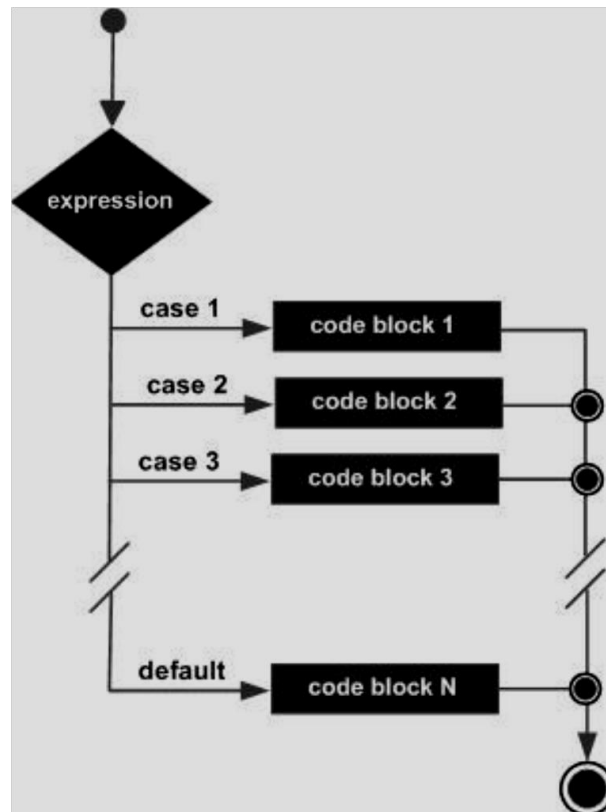 expression
case 1
code block 1
case 2
code block 2
case 3
code block 3
default
code block N